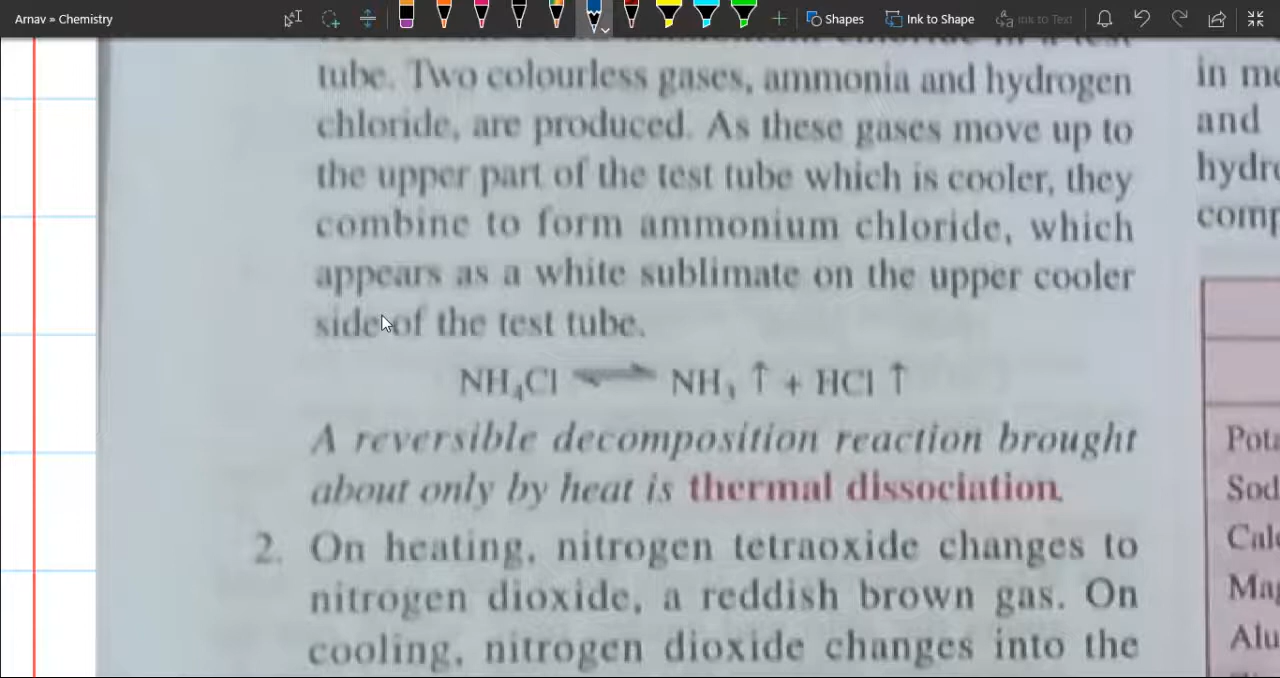 Arnav » Chemistry
Shapes
Ink to Shape
Ink to Text
tube. Two colourless gases, ammonia and hydrogen
chloride, are produced. As these gases move up to
the upper part of the test tube which is cooler, they
combine to form ammonium chloride, which
appears as a white sublimate on the upper cooler
side of the test tube.
NH₄Cl ⇌ NH₃ ↑ + HCl ↑
A reversible decomposition reaction brought
about only by heat is thermal dissociation.
2. On heating, nitrogen tetraoxide changes to
nitrogen dioxide, a reddish brown gas. On
cooling, nitrogen dioxide changes into the
in m
and
hydr
comp
Pota
Sod
Calc
Mag
Alu